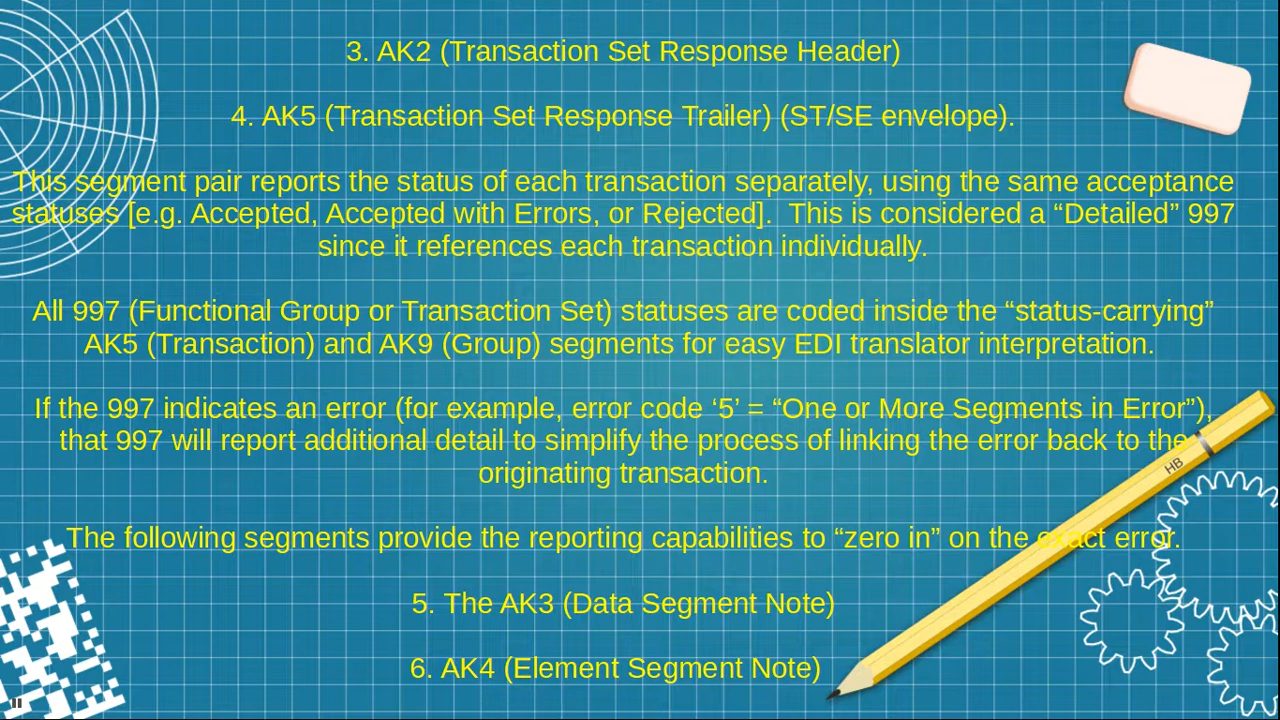 3. AK2 (Transaction Set Response Header)
4. AK5 (Transaction Set Response Trailer) (ST/SE envelope).
This segment pair reports the status of each transaction separately, using the same acceptance
statuses [e.g. Accepted, Accepted with Errors, or Rejected].  This is considered a “Detailed” 997
since it references each transaction individually.
All 997 (Functional Group or Transaction Set) statuses are coded inside the “status-carrying”
AK5 (Transaction) and AK9 (Group) segments for easy EDI translator interpretation.
If the 997 indicates an error (for example, error code ‘5’ = “One or More Segments in Error”),
that 997 will report additional detail to simplify the process of linking the error back to the
originating transaction.
HB
The following segments provide the reporting capabilities to “zero in” on the exact error.
5. The AK3 (Data Segment Note)
6. AK4 (Element Segment Note)